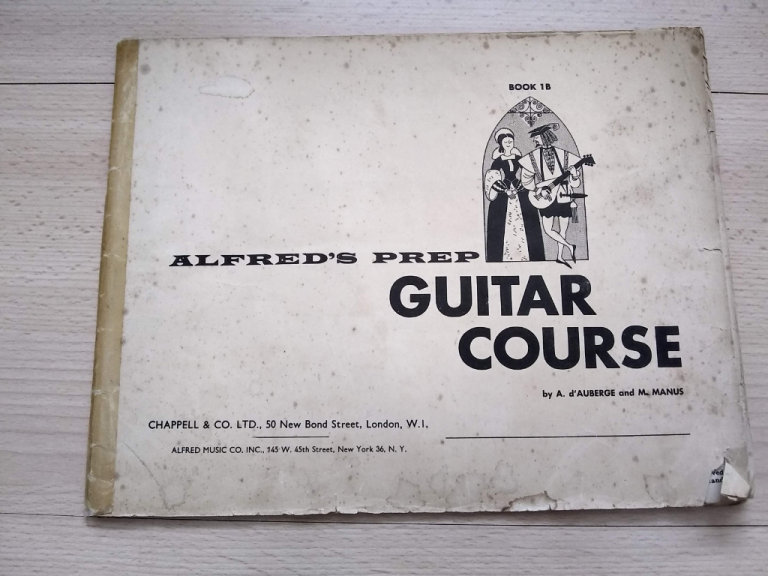 BOOK 1B
ALFRED'S PREP
GUITAR
COURSE
by A. d'AUBERGE and M. MANUS
CHAPPELL & CO. LTD., 50 New Bond Street, London, W.1.
ALFRED MUSIC CO. INC., 145 W. 45th Street, New York 36, N. Y.